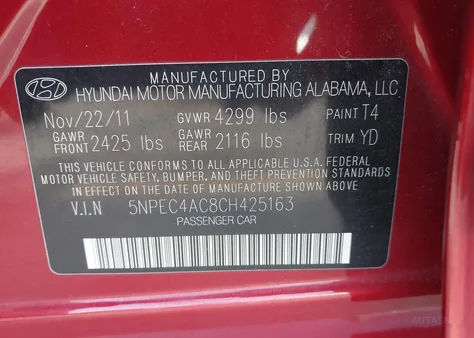 MANUFACTURED BY
HYUNDAI MOTOR MANUFACTURING ALABAMA, LLC
Nov/22/11 GVWR 4299 lbs PAINT T4
GAWR FRONT 2425 lbs GAWR REAR 2116 lbs TRIM YD
THIS VEHICLE CONFORMS TO ALL APPLICABLE U.S.A. FEDERAL
MOTOR VEHICLE SAFETY, BUMPER, AND THEFT PREVENTION STANDARDS
IN EFFECT ON THE DATE OF MANUFACTURE SHOWN ABOVE
V.I.N 5NPEC4AC8CH425163
PASSENGER CAR